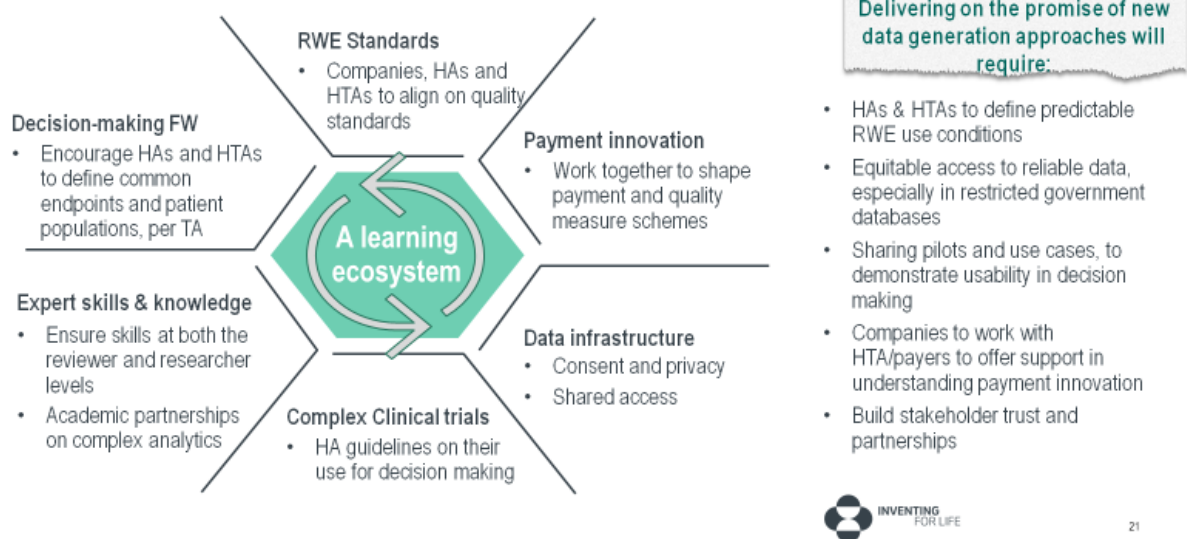 RWE Standards
• Companies, HAs and
HTAs to align on quality
standards
Decision-making FW
• Encourage HAs and HTAs
to define common
endpoints and patient
populations, per TA
Payment innovation
• Work together to shape
payment and quality
measure schemes
A learning
ecosystem
Expert skills & knowledge
• Ensure skills at both the
reviewer and researcher
levels
• Academic partnerships
on complex analytics
Data infrastructure
• Consent and privacy
• Shared access
Complex Clinical trials
• HA guidelines on their
use for decision making
Delivering on the promise of new
data generation approaches will
require:
• HAs & HTAs to define predictable
RWE use conditions
• Equitable access to reliable data,
especially in restricted government
databases
• Sharing pilots and use cases, to
demonstrate usability in decision
making
• Companies to work with
HTA/payers to offer support in
understanding payment innovation
• Build stakeholder trust and
partnerships
INVENTING
FOR LIFE
21